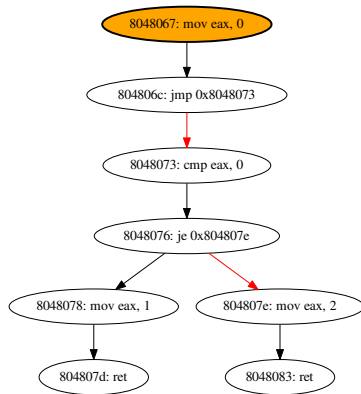 8048067: mov eax, 0
804806c: jmp 0x8048073
8048073: cmp eax, 0
8048076: je 0x804807e
8048078: mov eax, 1
804807e: mov eax, 2
804807d: ret
8048083: ret